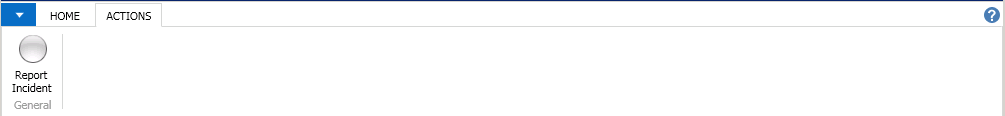 HOME ACTIONS ?
Report
Incident
General